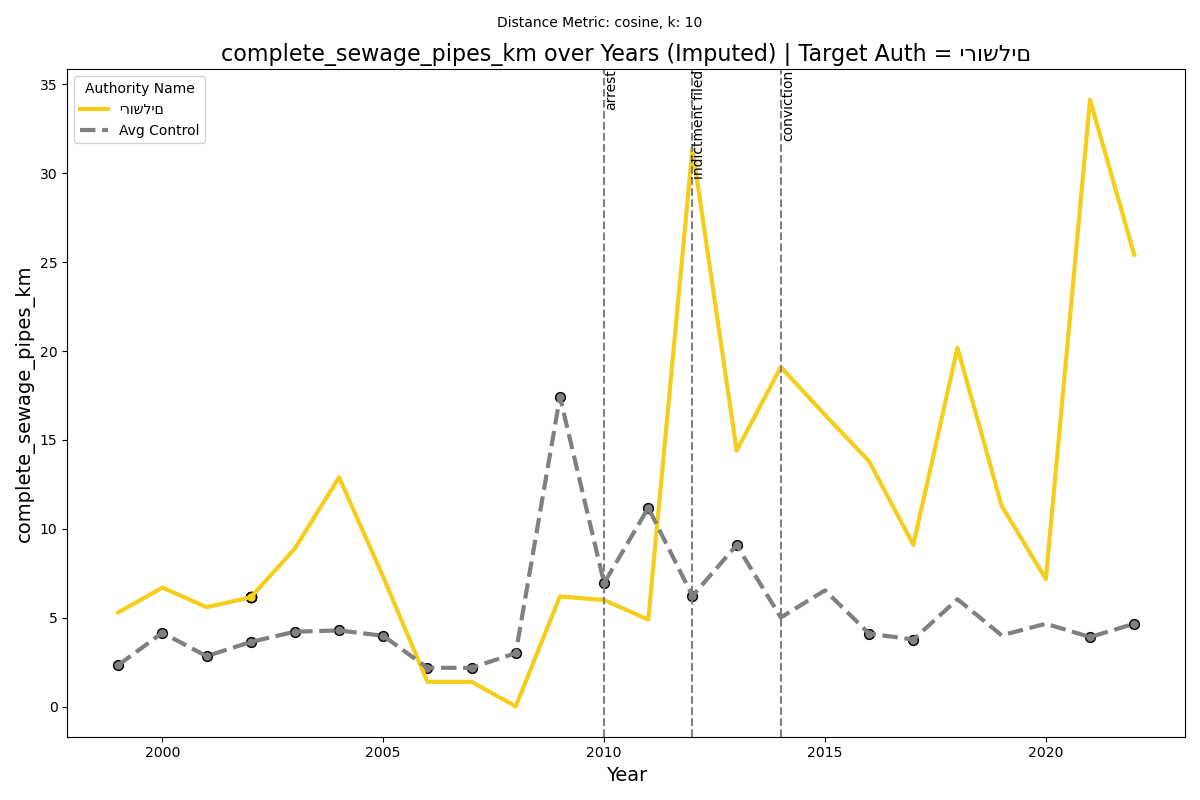 Distance Metric: cosine, k: 10
complete_sewage_pipes_km over Years (Imputed) | Target Auth = ירושלים
Authority Name
ירושלים
Avg Control
arrest
indictment filed
conviction
complete_sewage_pipes_km
35
30
25
20
15
10
5
0
2000
2005
2010
2015
2020
Year